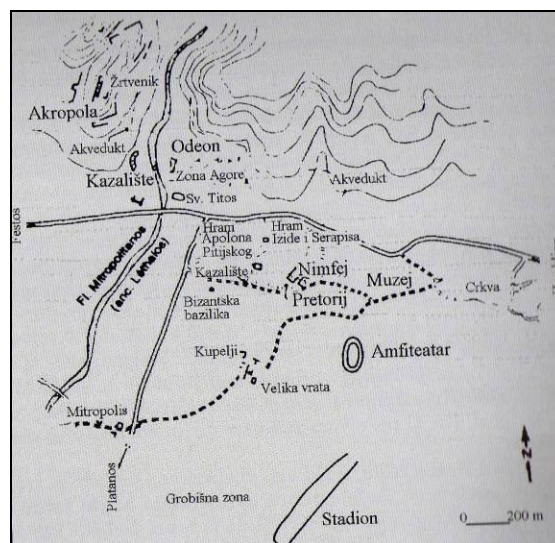 Žrtvenik
Akropola
Akvedukt
Odeon
Kazalište
Zona Agore
Akvedukt
Sv. Titos
Festos
Fl. Mitropolitanos
(anc. Lethaios)
Hram
Apolona
Pitijskog
Hram
Izide i Serapisa
Kazalište
Nimfej
Pretorij
Muzej
Crkva
Bizantska
bazilika
Kupelji
Amfiteatar
Velika vrata
Mitropolis
Platanos
Grobišna zona
Stadion
N
0 200 m